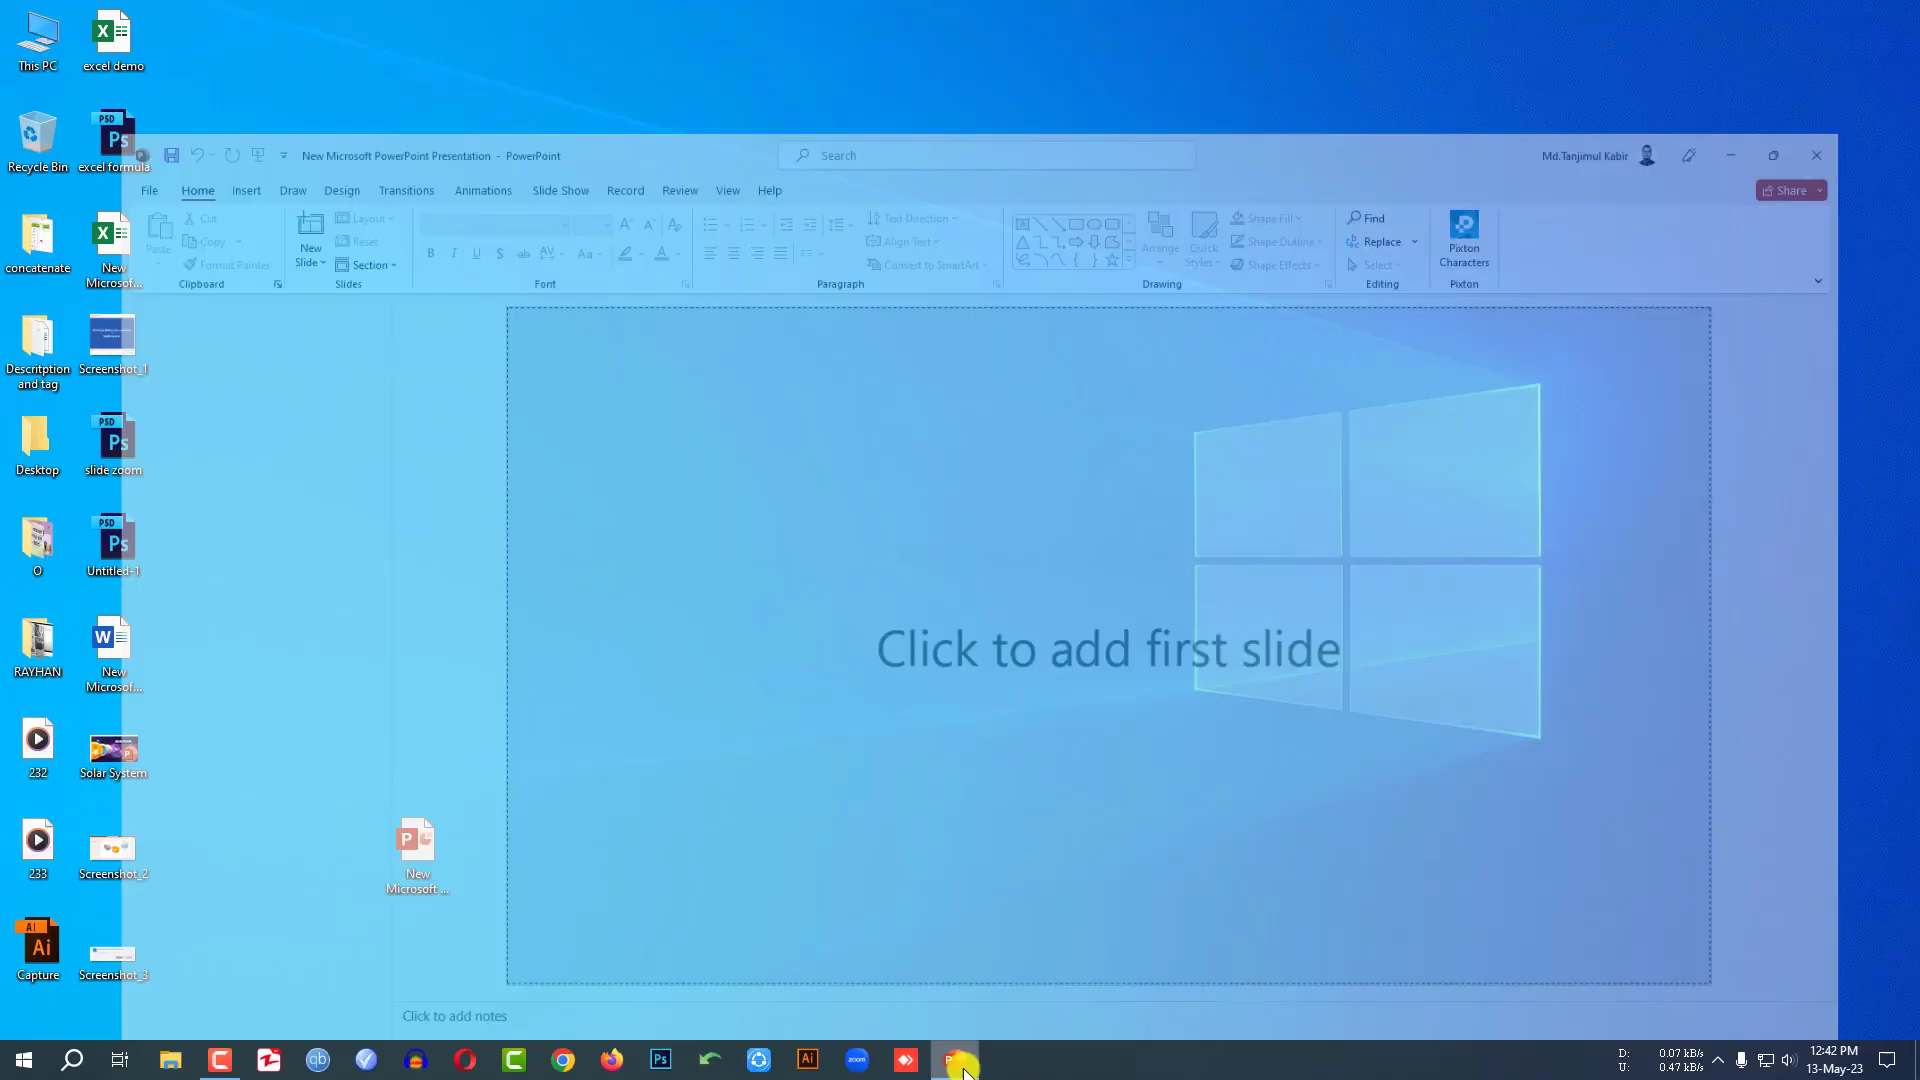 This PC
excel demo
Recycle Bin
excel formula
concatenate
New
Microsof...
Descritption
and tag
Screenshot_1
Desktop
slide zoom
O
Untitled-1
RAYHAN
New
Microsof...
232
Solar System
233
Screenshot_2
Capture
Screenshot_3
New
Microsoft ...
New Microsoft PowerPoint Presentation - PowerPoint
Search
Md.Tanjimul Kabir
File Home Insert Draw Design Transitions Animations Slide Show Record Review View Help
Share
Paste
Cut
Copy
Format Painter
Clipboard
New
Slide
Layout
Reset
Section
Slides
Font
Text Direction
Align Text
Convert to SmartArt
Paragraph
Arrange
Quick
Styles
Shape Fill
Shape Outline
Shape Effects
Drawing
Find
Replace
Select
Editing
Pixton
Characters
Pixton
Click to add first slide
Click to add notes
D: 0.07 kB/s
U: 0.47 kB/s
12:42 PM
13-May-23